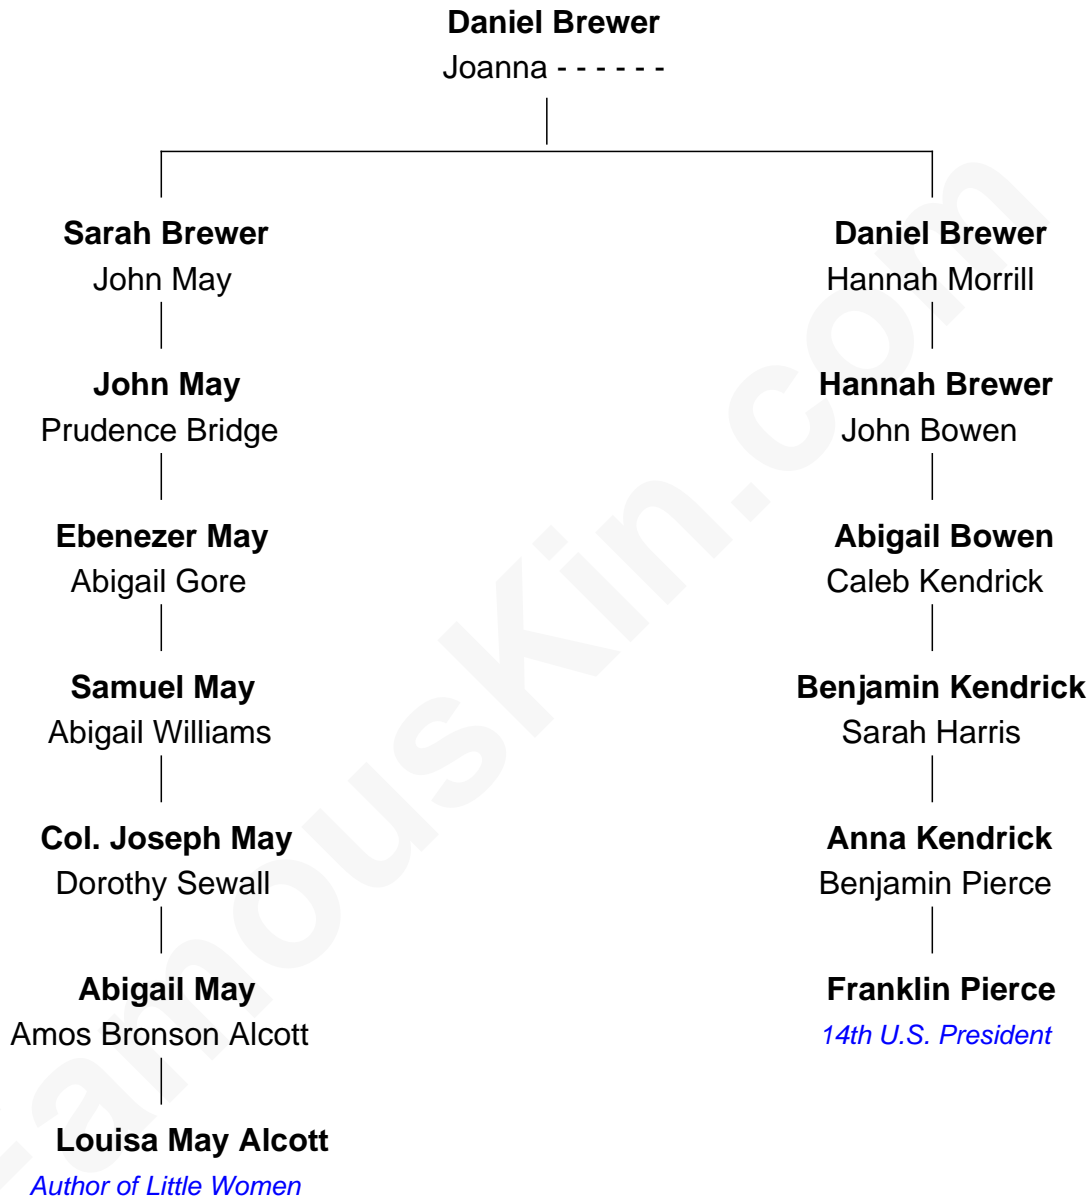 Daniel Brewer
Joanna - - - - - -
Sarah Brewer
John May
Daniel Brewer
Hannah Morrill
John May
Prudence Bridge
Hannah Brewer
John Bowen
Ebenezer May
Abigail Gore
Abigail Bowen
Caleb Kendrick
Samuel May
Abigail Williams
Benjamin Kendrick
Sarah Harris
Col. Joseph May
Dorothy Sewall
Anna Kendrick
Benjamin Pierce
Abigail May
Amos Bronson Alcott
Franklin Pierce
14th U.S. President
Louisa May Alcott
Author of Little Women
FamousKin.com